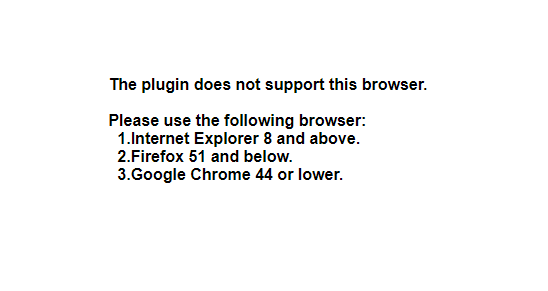 The plugin does not support this browser.
Please use the following browser:
1.Internet Explorer 8 and above.
2.Firefox 51 and below.
3.Google Chrome 44 or lower.